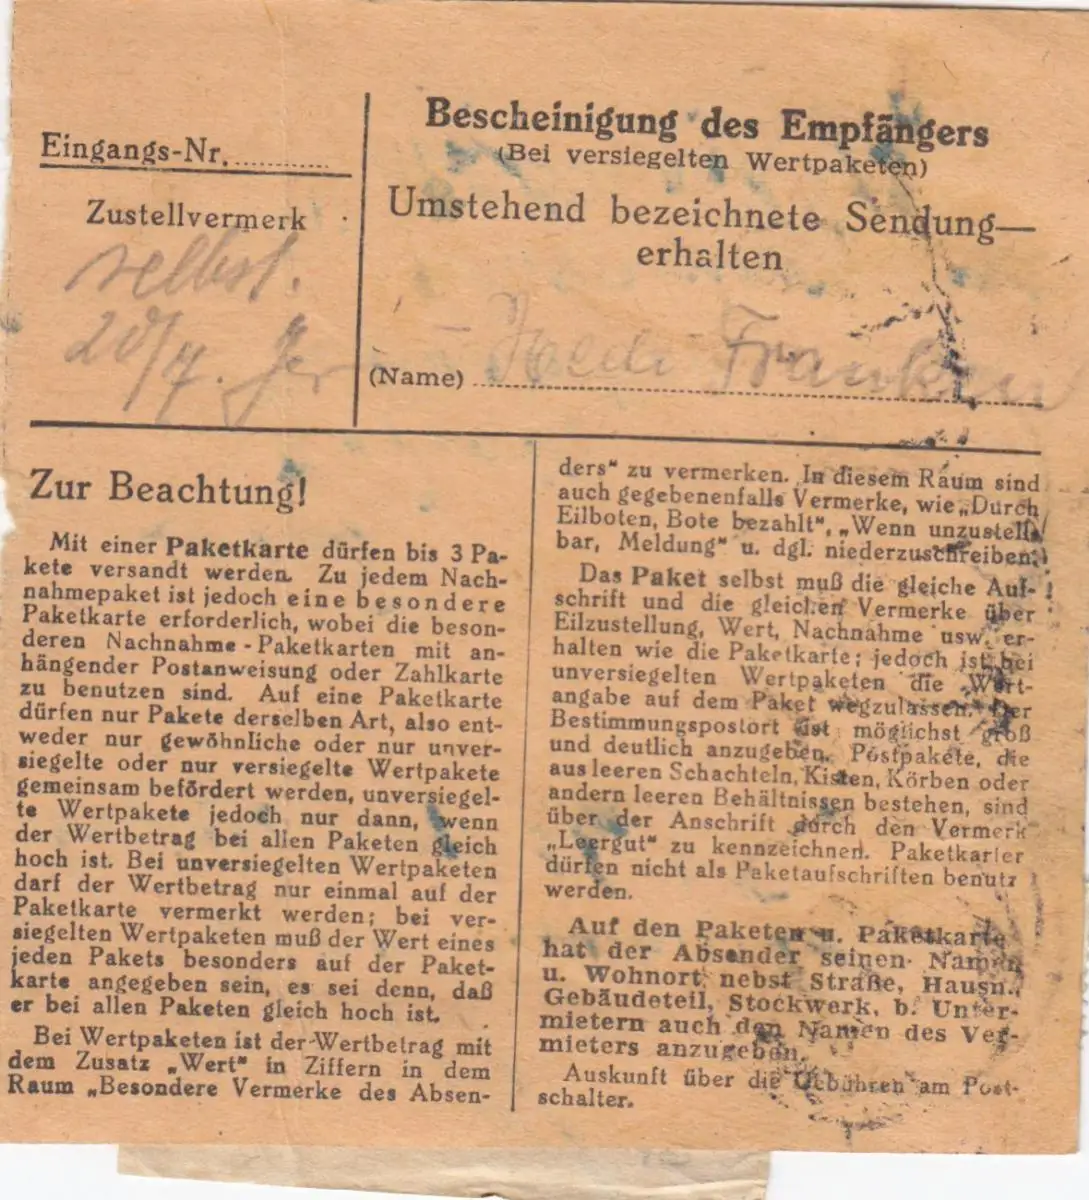 Eingangs-Nr.
Zustellvermerk
selbst.
20/4.
Bescheinigung des Empfängers
(Bei versiegelten Wertpaketen)
Umstehend bezeichnete Sendung—
erhalten
(Name)
Zur Beachtung!
Mit einer Paketkarte dürfen bis 3 Pa-
kete versandt werden. Zu jedem Nach-
nahmepaket ist jedoch eine besondere
Paketkarte erforderlich, wobei die beson-
deren Nachnahme-Paketkarten mit an-
hängender Postanweisung oder Zahlkarte
zu benutzen sind. Auf eine Paketkarte
dürfen nur Pakete derselben Art, also ent-
weder nur gewöhnliche oder nur unver-
siegelte oder nur versiegelte Wertpakete
gemeinsam befördert werden, unversiegel-
te Wertpakete jedoch nur dann, wenn
der Wertbetrag bei allen Paketen gleich
hoch ist. Bei unversiegelten Wertpaketen
darf der Wertbetrag nur einmal auf der
Paketkarte vermerkt werden; bei ver-
siegelten Wertpaketen muß der Wert eines
jeden Pakets besonders auf der Paket-
karte angegeben sein, es sei denn, daß
er bei allen Paketen gleich hoch ist.
Bei Wertpaketen ist der Wertbetrag mit
dem Zusatz „Wert“ in Ziffern in dem
Raum „Besondere Vermerke des Absen-
ders“ zu vermerken. In diesem Raum sind
auch gegebenenfalls Vermerke, wie „Durch
Eilboten, Bote bezahlt“, „Wenn unzustell-
bar, Meldung“ u. dgl. niederzuschreiben.
Das Paket selbst muß die gleiche Auf-
schrift und die gleichen Vermerke über
Eilzustellung, Wert, Nachnahme usw. er-
halten wie die Paketkarte; jedoch ist bei
unversiegelten Wertpaketen die Wert-
angabe auf dem Paket wegzulassen. Der
Bestimmungspostort ist möglichst groß
und deutlich anzugeben. Postpakete, die
aus leeren Schachteln, Kisten, Körben oder
andern leeren Behältnissen bestehen, sind
über der Anschrift durch den Vermerk
„Leergut“ zu kennzeichnen. Paketkarten
dürfen nicht als Paketaufschriften benutzt
werden.
Auf den Paketen u. Paketkarte
hat der Absender seinen Namen
u. Wohnort nebst Straße, Hausn.,
Gebäudeteil, Stockwerk, b. Unter-
mietern auch den Namen des Ver-
mieters anzugeben.
Auskunft über die Gebühren am Post-
schalter.